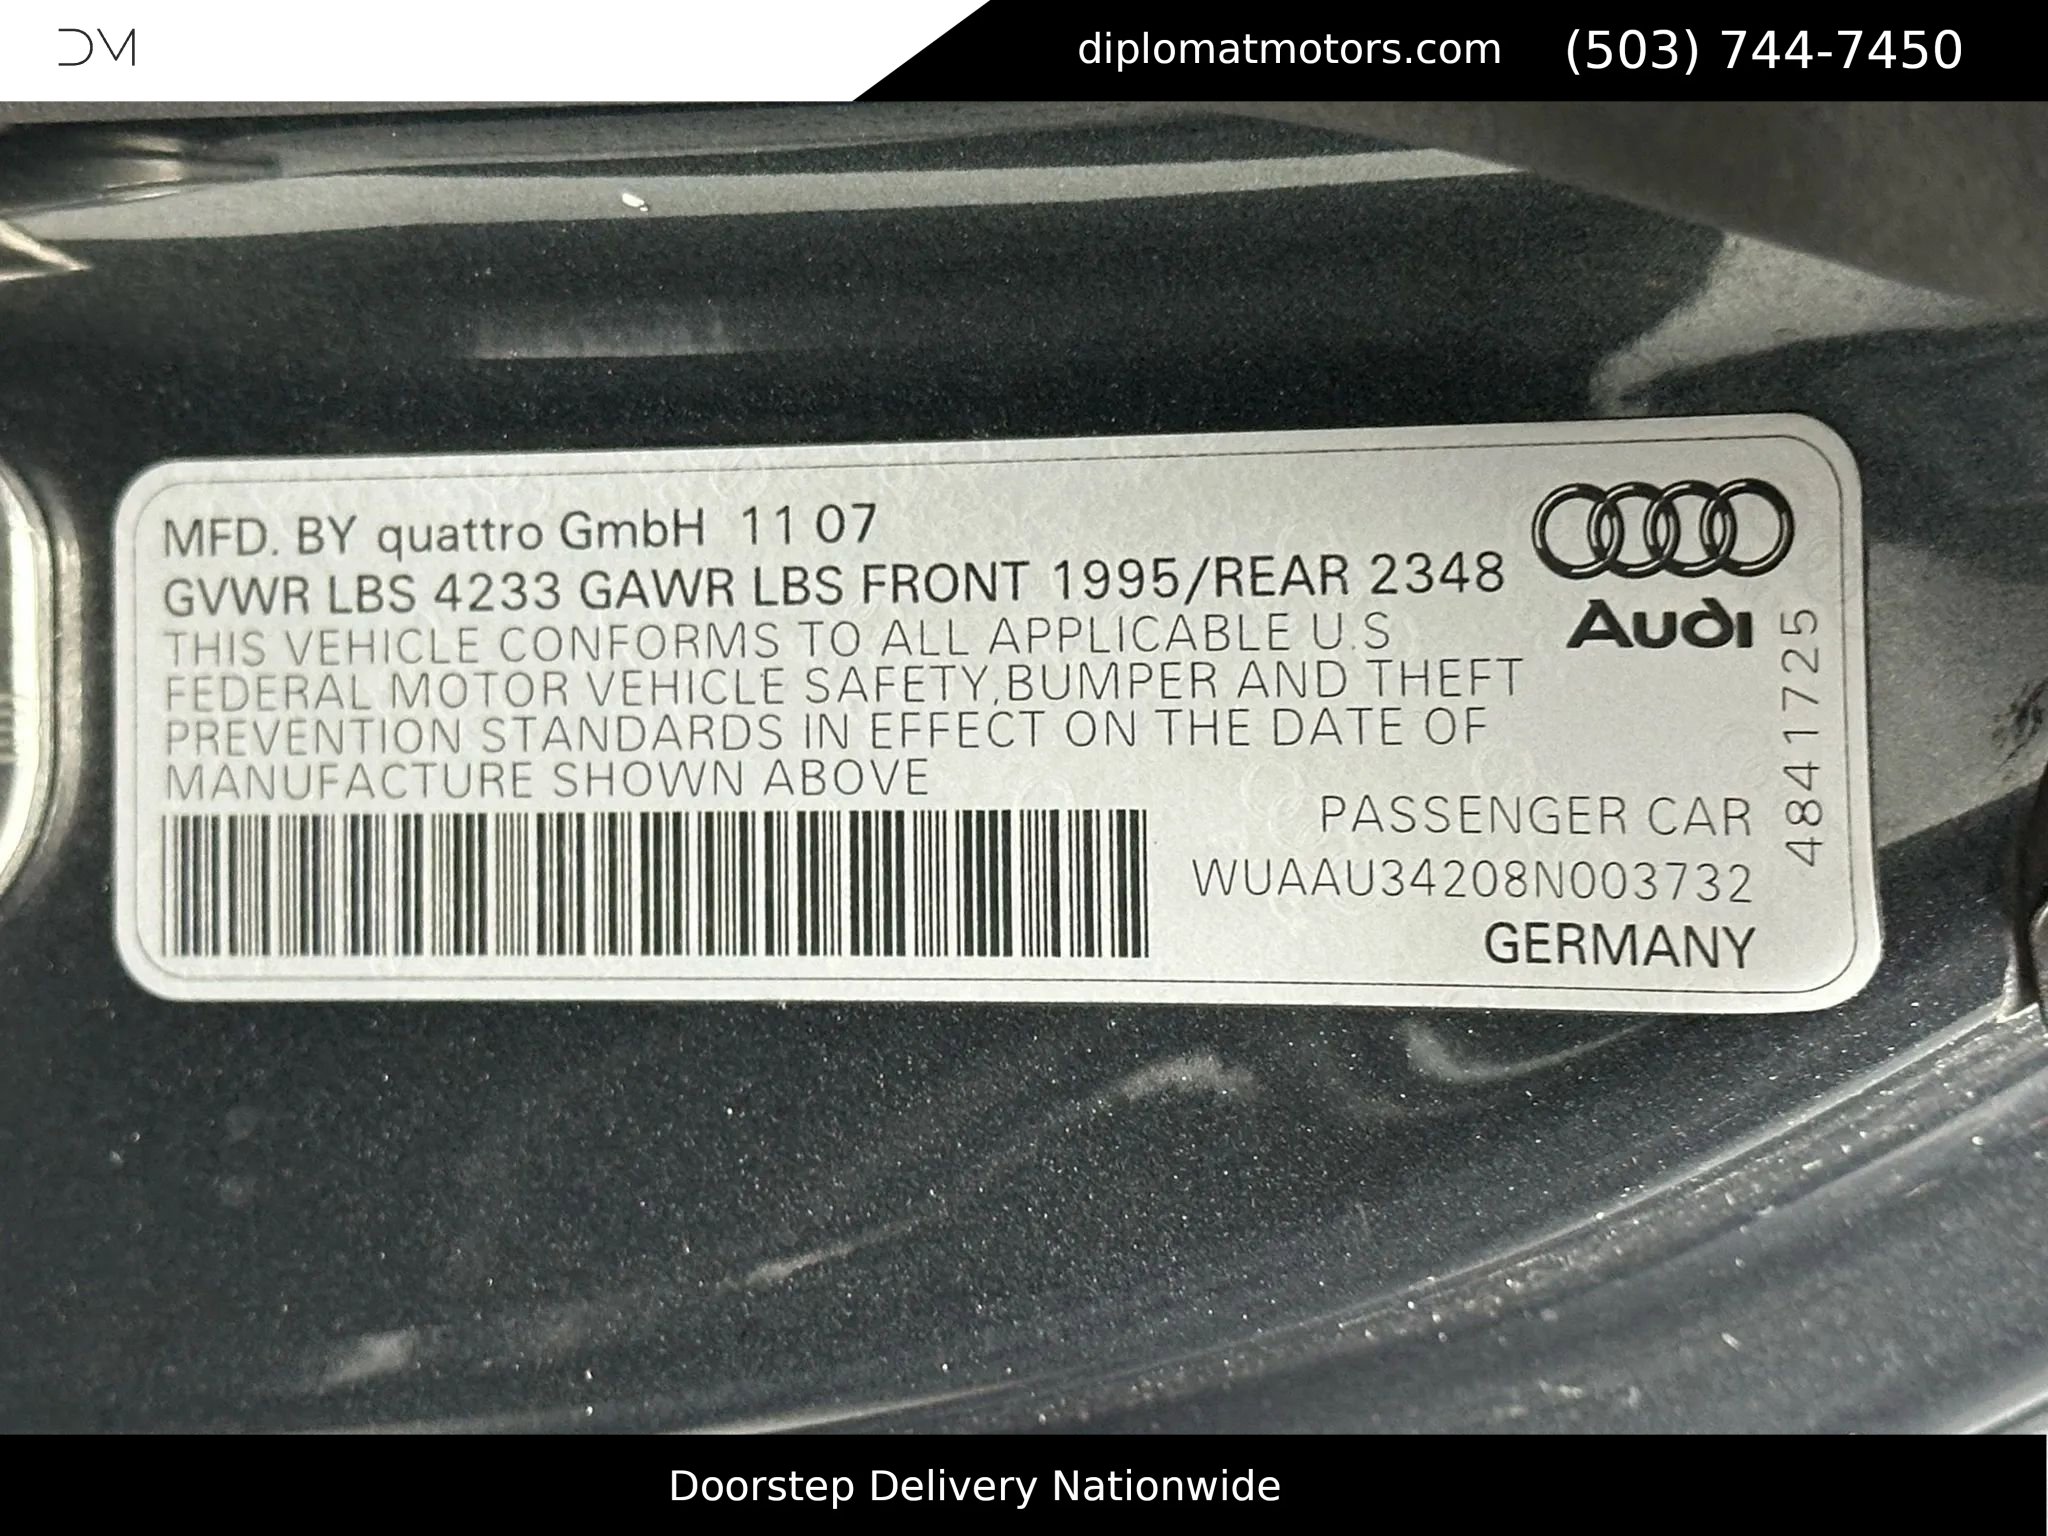 DM
diplomatmotors.com (503) 744-7450
MFD. BY quattro GmbH 11 07
GVWR LBS 4233 GAWR LBS FRONT 1995/REAR 2348
THIS VEHICLE CONFORMS TO ALL APPLICABLE U.S
FEDERAL MOTOR VEHICLE SAFETY,BUMPER AND THEFT
PREVENTION STANDARDS IN EFFECT ON THE DATE OF
MANUFACTURE SHOWN ABOVE
Audi
4841725
PASSENGER CAR
WUAAU34208N003732
GERMANY
Doorstep Delivery Nationwide